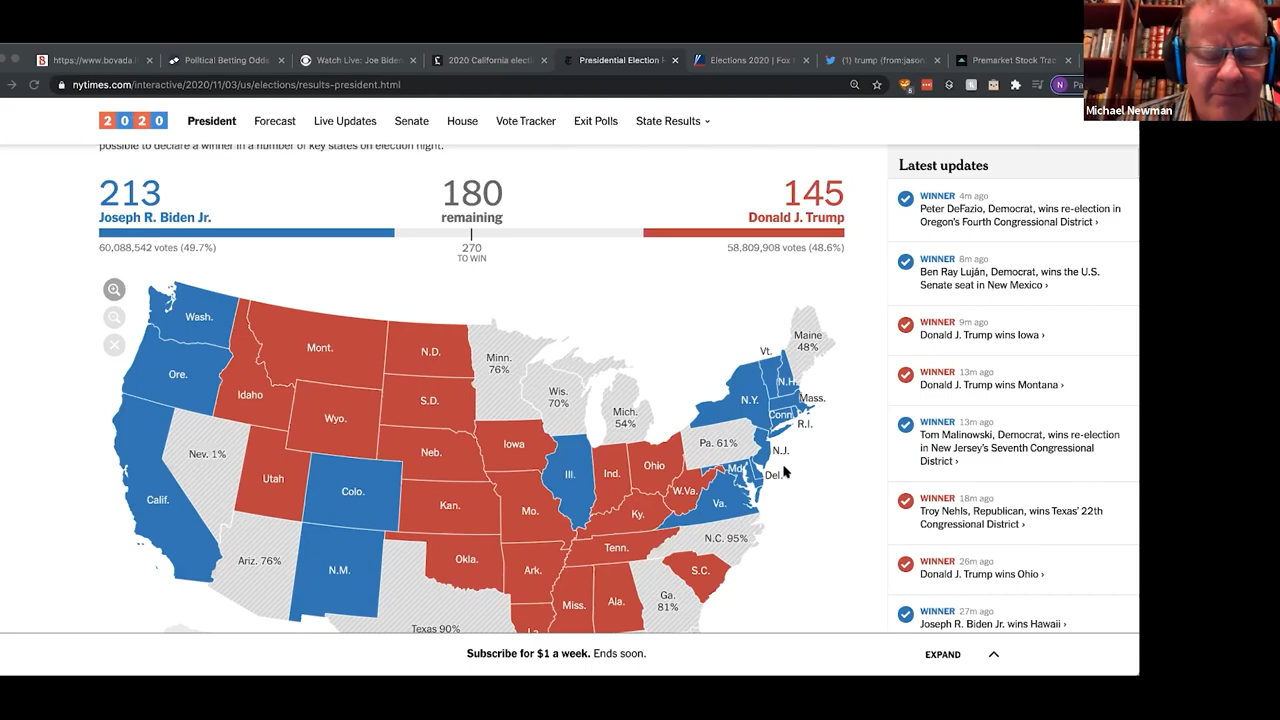 https://www.bovada.
Political Betting Odds
Watch Live: Joe Biden
2020 California electi
Presidential Election R
Elections 2020 | Fox
(1) trump (from:jason
Premarket Stock Trad
nytimes.com/interactive/2020/11/03/us/elections/results-president.html
N
Pa
Michael Newman
2020
President
Forecast
Live Updates
Senate
House
Vote Tracker
Exit Polls
State Results
possible to declare a winner in a number of key states on election night.
213
180
145
Joseph R. Biden Jr.
remaining
Donald J. Trump
60,088,542 votes (49.7%)
270
TO WIN
58,809,908 votes (48.6%)
Wash.
Mont.
N.D.
Minn.
76%
Maine
48%
Vt.
Ore.
Idaho
S.D.
Wis.
70%
N.H.
N.Y.
Mass.
Wyo.
Mich.
54%
Conn.
R.I.
Nev. 1%
Neb.
Iowa
Pa. 61%
N.J.
Utah
Colo.
Ill.
Ind.
Ohio
Md.
Del.
Calif.
Kan.
Mo.
Ky.
W.Va.
Va.
Ariz. 76%
N.M.
Okla.
Ark.
Tenn.
N.C. 95%
S.C.
Miss.
Ala.
Ga.
81%
Texas 90%
La.
Latest updates
WINNER 4m ago
Peter DeFazio, Democrat, wins re-election in
Oregon's Fourth Congressional District ›
WINNER 8m ago
Ben Ray Luján, Democrat, wins the U.S.
Senate seat in New Mexico ›
WINNER 9m ago
Donald J. Trump wins Iowa ›
WINNER 13m ago
Donald J. Trump wins Montana ›
WINNER 13m ago
Tom Malinowski, Democrat, wins re-election
in New Jersey's Seventh Congressional
District ›
WINNER 18m ago
Troy Nehls, Republican, wins Texas' 22th
Congressional District ›
WINNER 26m ago
Donald J. Trump wins Ohio ›
WINNER 27m ago
Joseph R. Biden Jr. wins Hawaii ›
Subscribe for $1 a week. Ends soon.
EXPAND